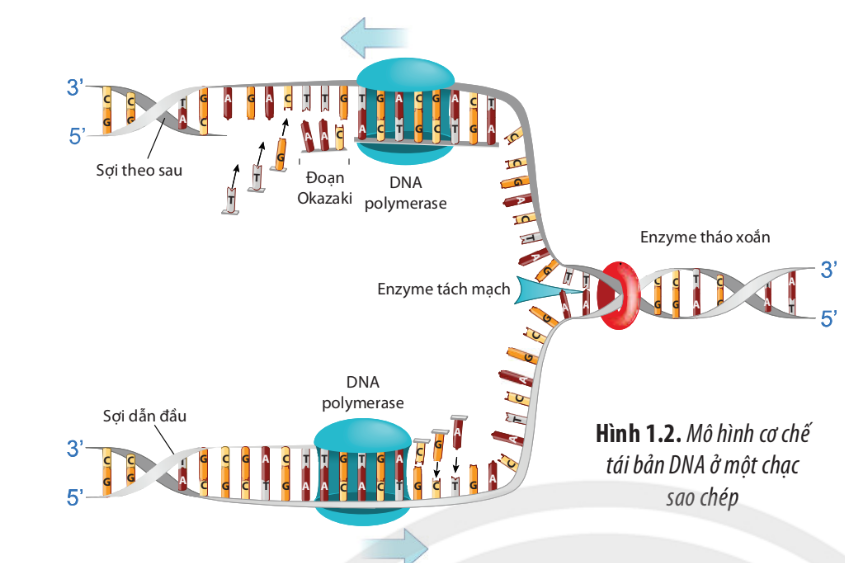 3’
C C T G A G A C T T G T G A C G A C T
G G A C A A C A C T G C T G A
5’
T T G
Sợi theo sau
Đoạn
Okazaki
DNA
polymerase
Enzyme tháo xoắn
3’
5’
Enzyme tách mạch
DNA
polymerase
Sợi dẫn đầu
C G A
3’
5’
Hình 1.2. Mô hình cơ chế
tái bản DNA ở một chạc
sao chép